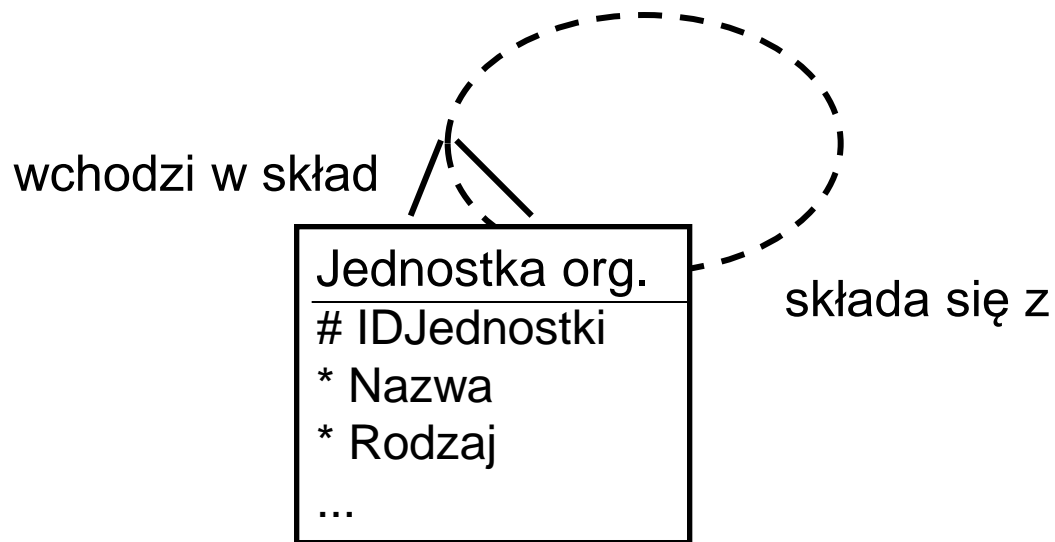 wchodzi w skład
Jednostka org.
składa się z
# IDJednostki
* Nazwa
* Rodzaj
...